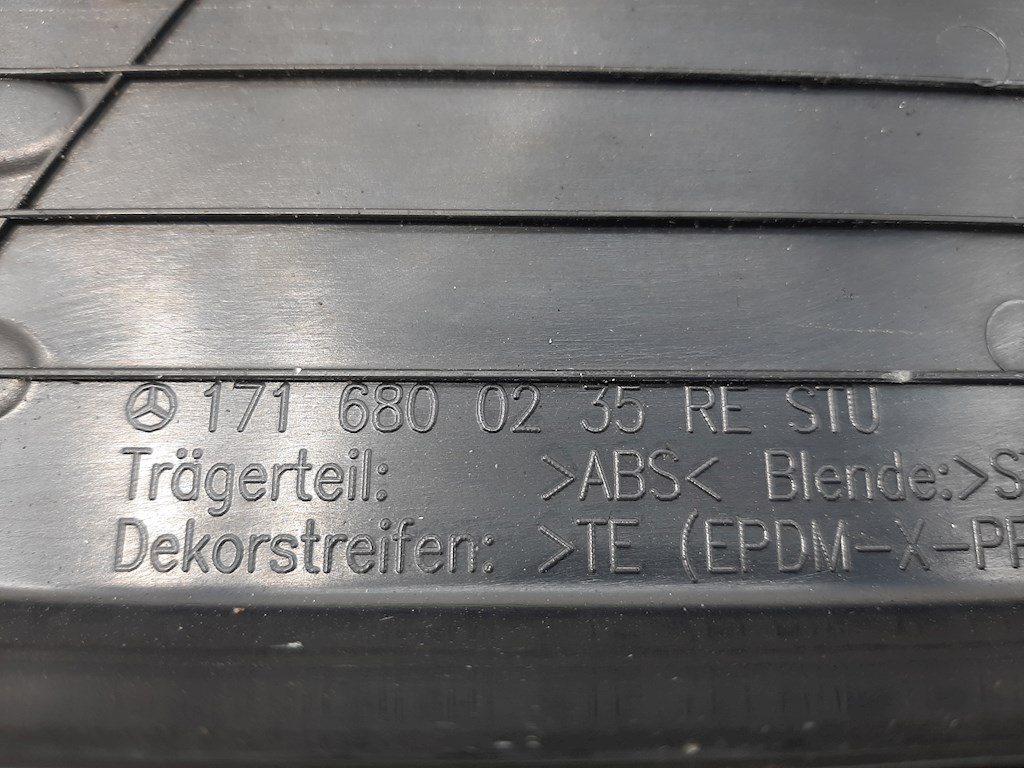 171 680 02 35 RE STU
Trägerteil: >ABS< Blende:>S
Dekorstreifen: >TE (EPDM-X-PP